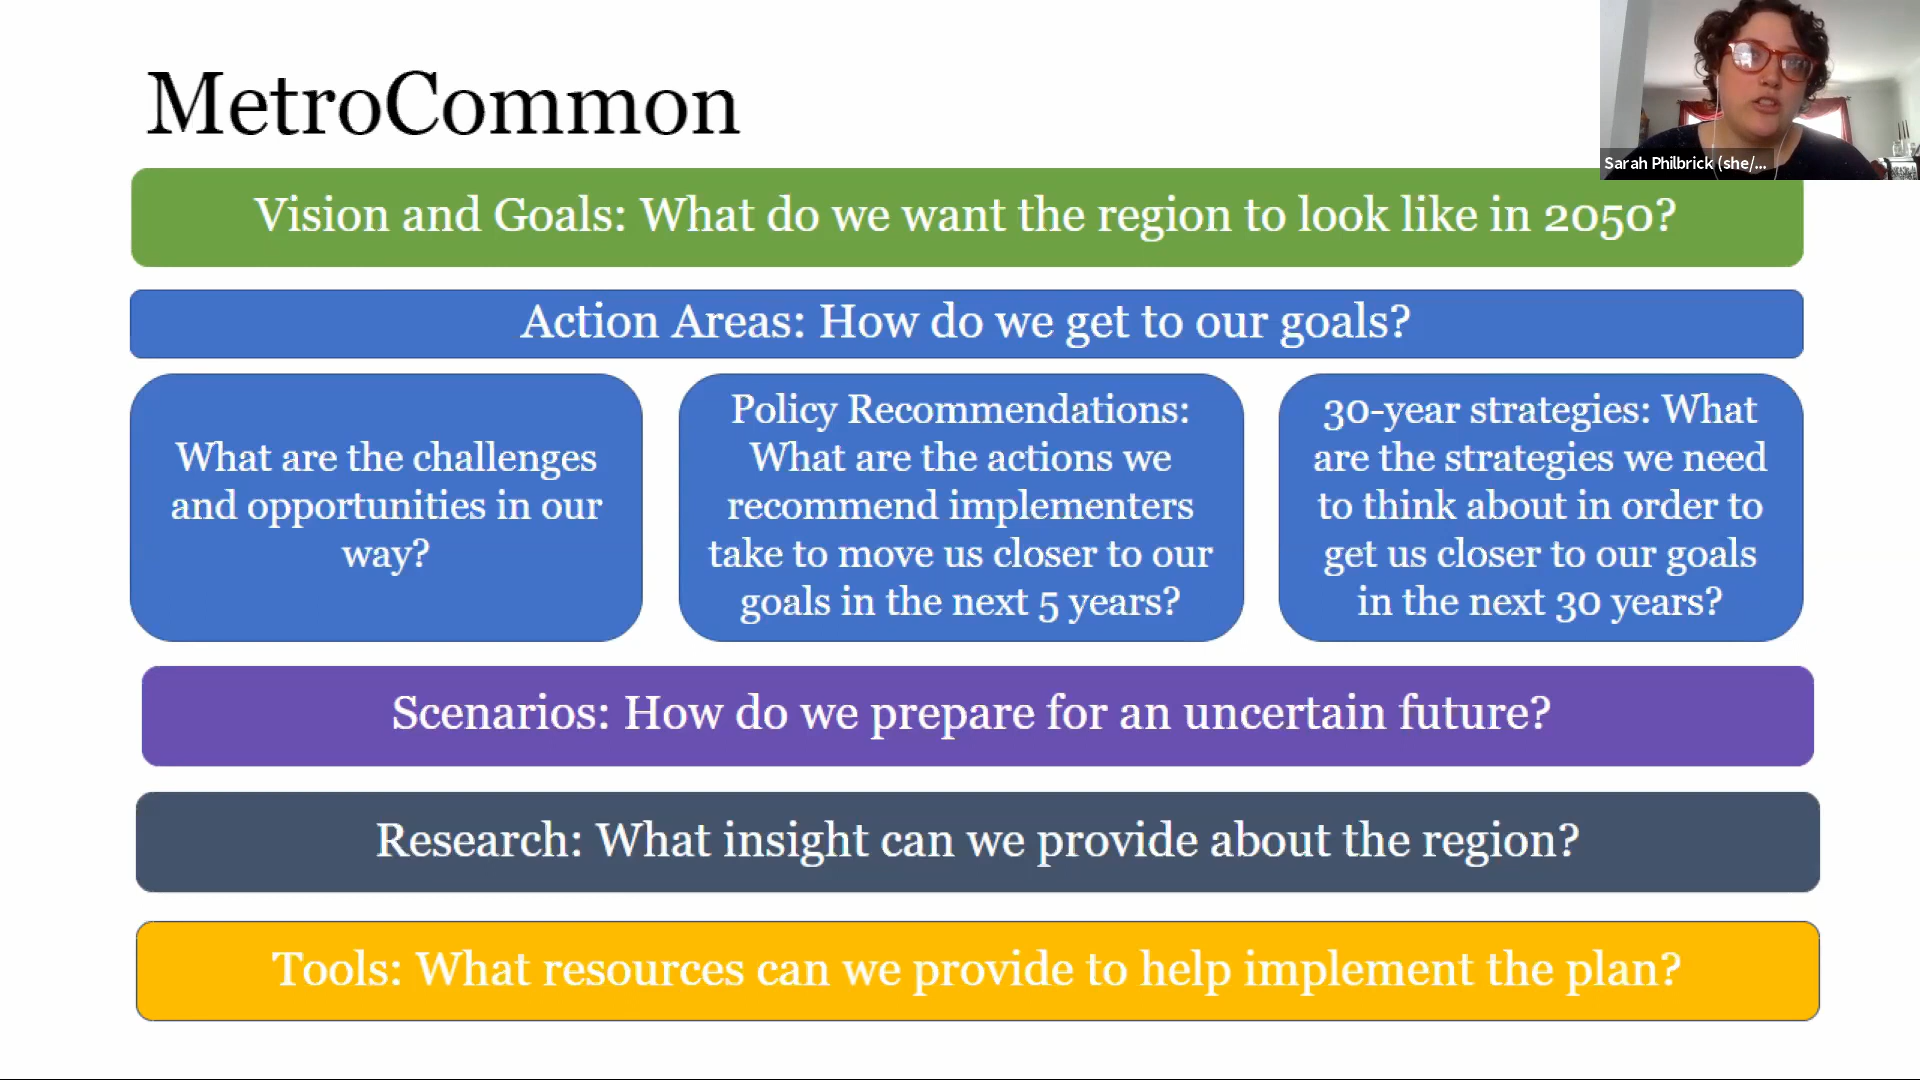 MetroCommon
Sarah Philbrick (she/...
Vision and Goals: What do we want the region to look like in 2050?
Action Areas: How do we get to our goals?
What are the challenges
and opportunities in our
way?
Policy Recommendations:
What are the actions we
recommend implementers
take to move us closer to our
goals in the next 5 years?
30-year strategies: What
are the strategies we need
to think about in order to
get us closer to our goals
in the next 30 years?
Scenarios: How do we prepare for an uncertain future?
Research: What insight can we provide about the region?
Tools: What resources can we provide to help implement the plan?